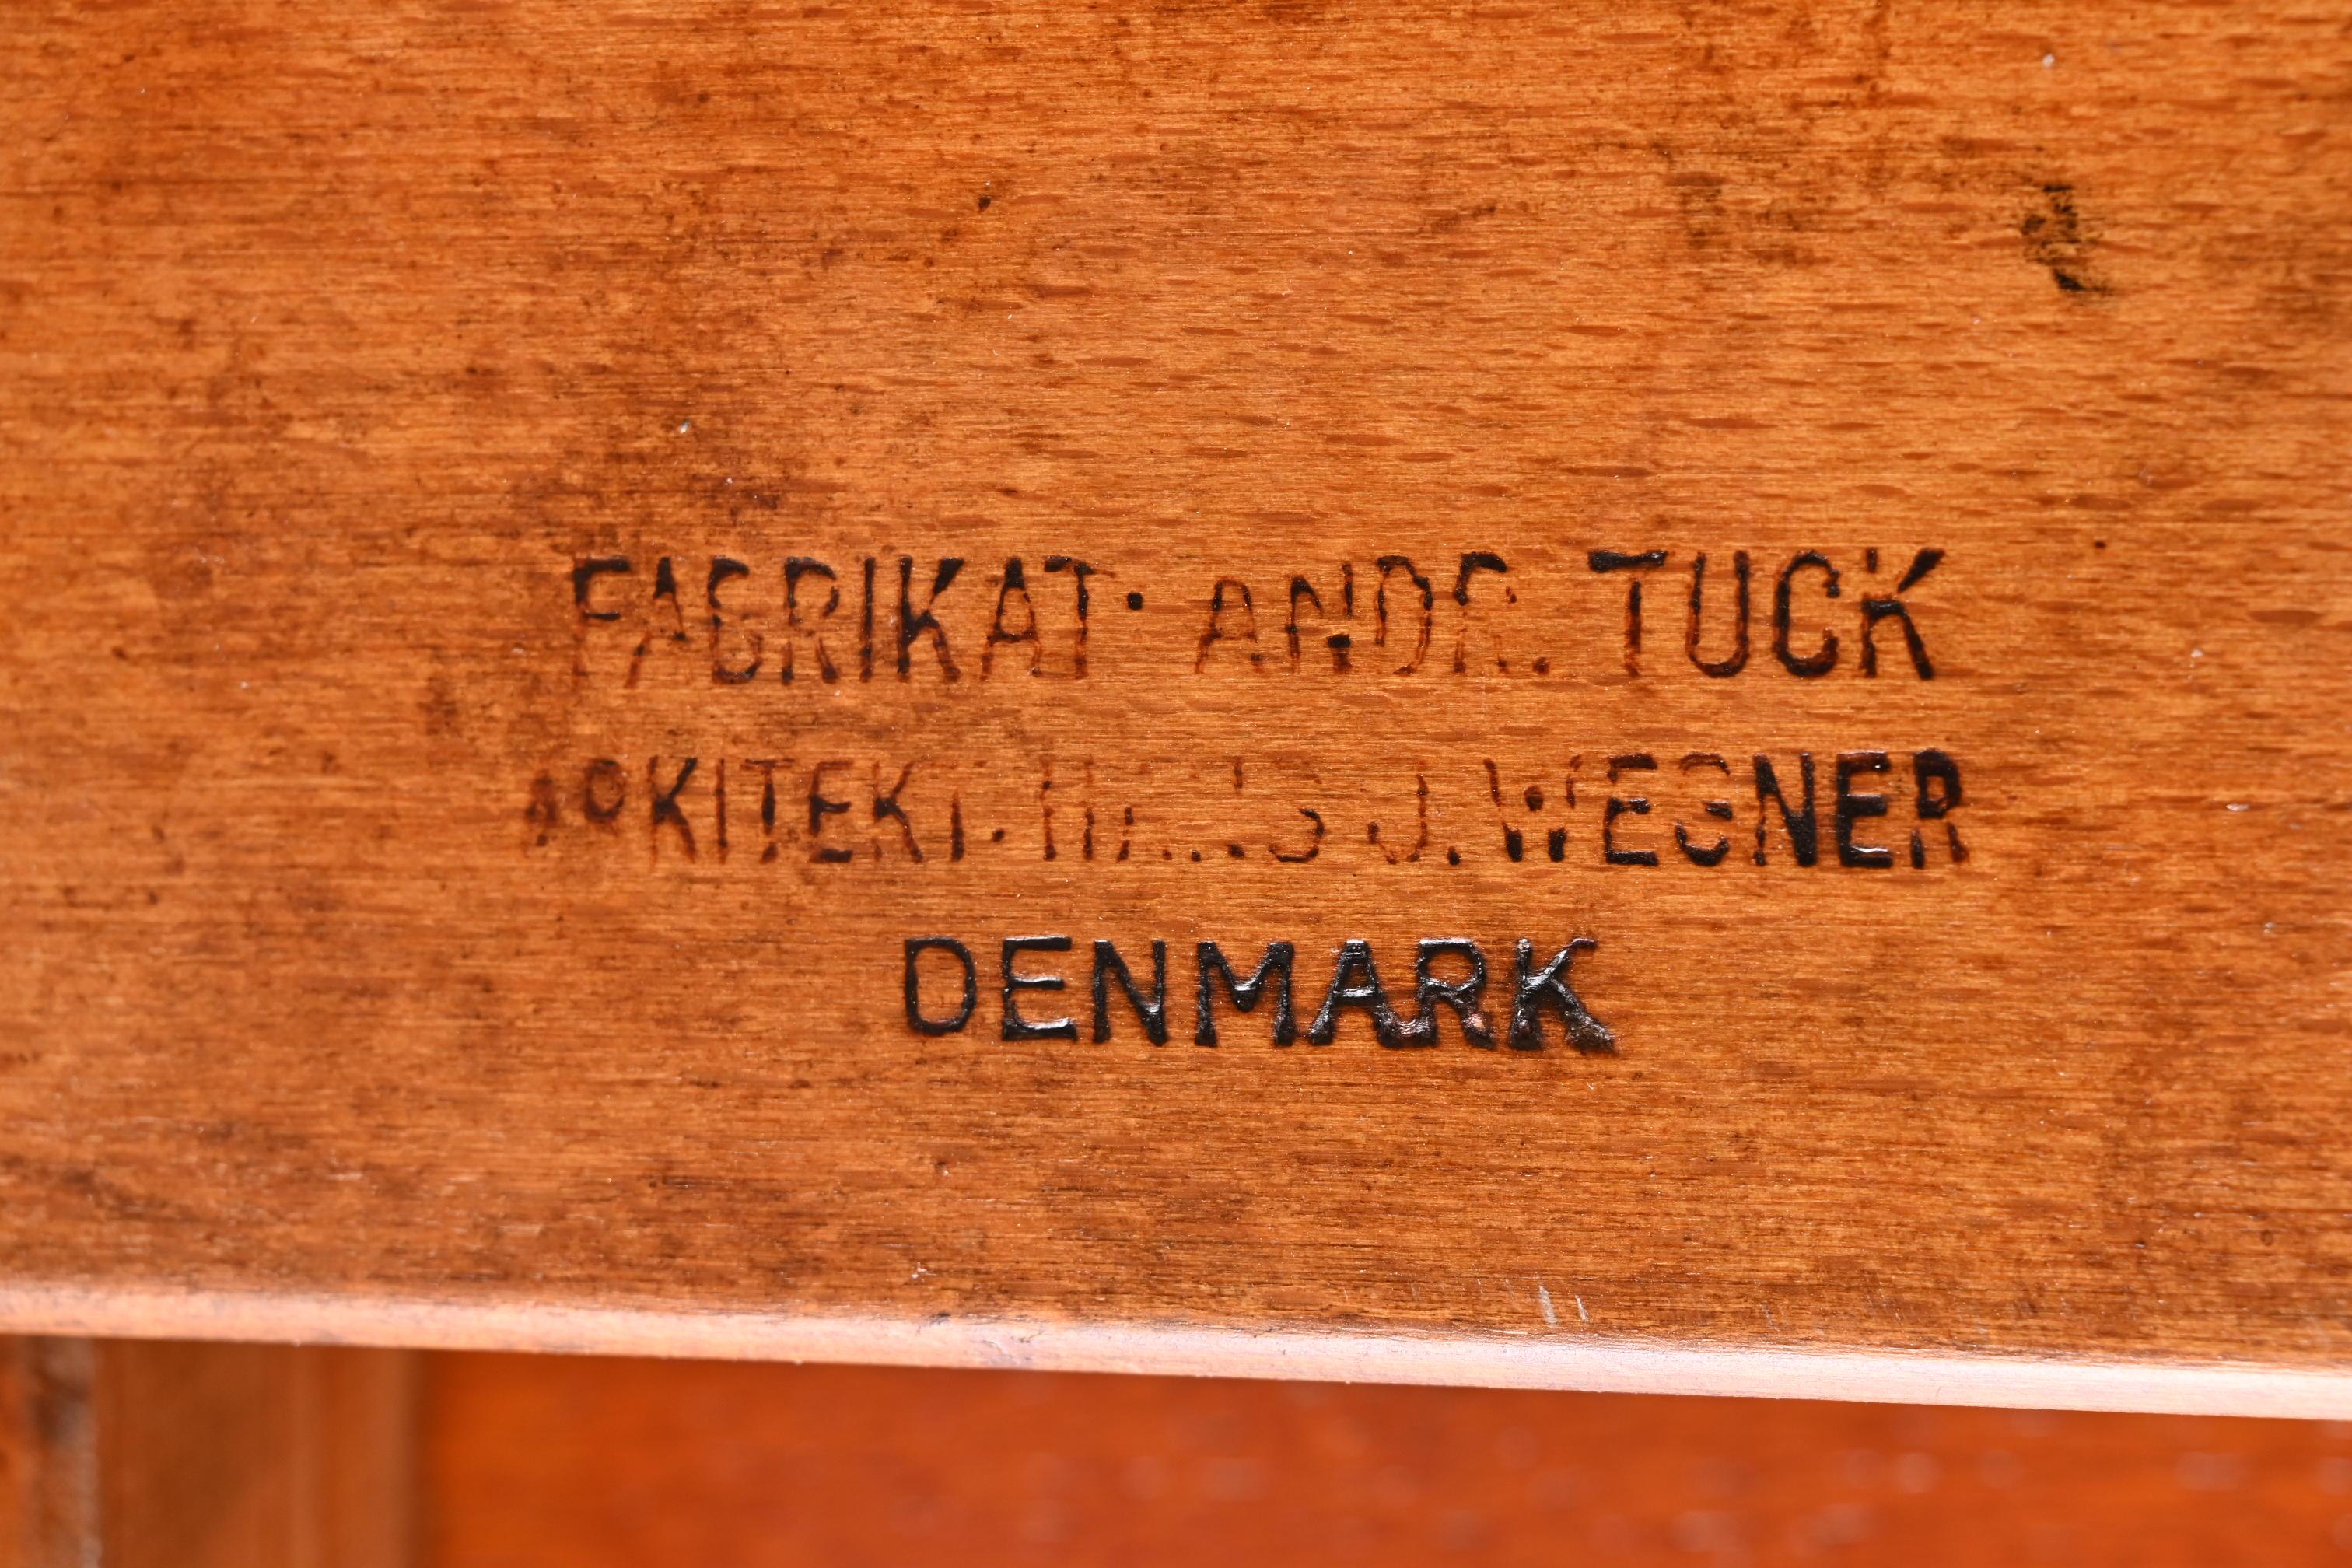 FABRIKAT: ANDR. TUCK
ARKITEKT. HANS J. WEGNER
DENMARK